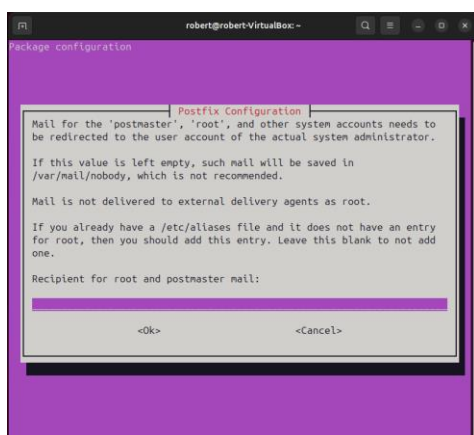 robert@robert-VirtualBox: ~
Package configuration
Postfix Configuration
Mail for the 'postmaster', 'root', and other system accounts needs to
be redirected to the user account of the actual system administrator.
If this value is left empty, such mail will be saved in
/var/mail/nobody, which is not recommended.
Mail is not delivered to external delivery agents as root.
If you already have a /etc/aliases file and it does not have an entry
for root, then you should add this entry. Leave this blank to not add
one.
Recipient for root and postmaster mail:
<Ok> <Cancel>